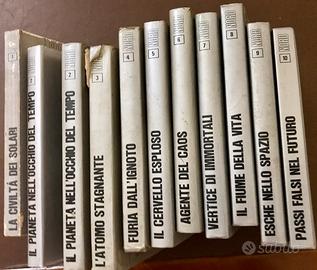 1
LA CIVILTÀ DEI SOLARI
2
IL PIANETA NELL'OCCHIO DEL TEMPO
2
IL PIANETA NELL'OCCHIO DEL TEMPO
3
L'ATOMO STAGNANTE
4
FURIA DALL'IGNOTO
5
IL CERVELLO ESPLOSO
6
AGENTE DEL CAOS
7
VERTICE DI IMMORTALI
8
IL FIUME DELLA VITA
9
ESCHE NELLO SPAZIO
10
PASSI FALSI NEL FUTURO
subito